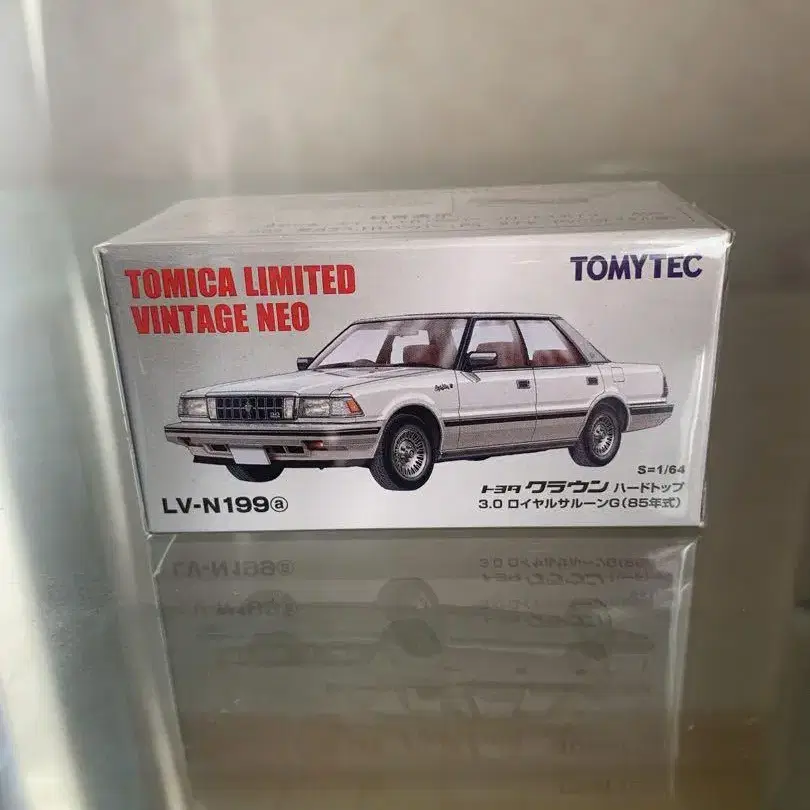 TOMICA LIMITED
VINTAGE NEO
TOMYTEC
S=1/64
LV-N199ⓐ
トヨタ クラウン ハードトップ
3.0 ロイヤルサルーンG(85年式)